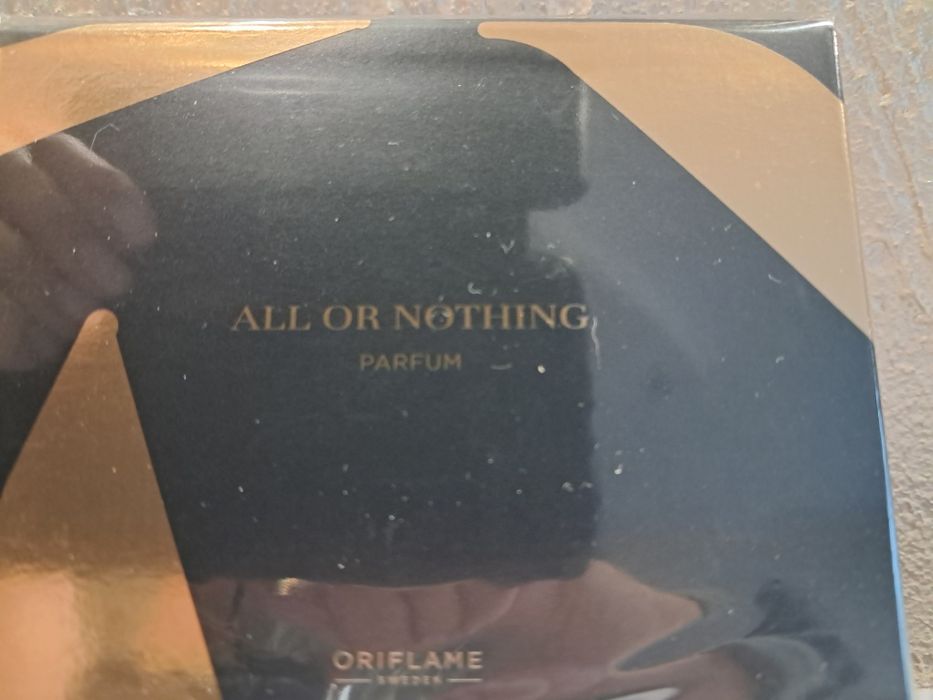 ALL OR NOTHING
PARFUM
ORIFLAME
SWEDEN